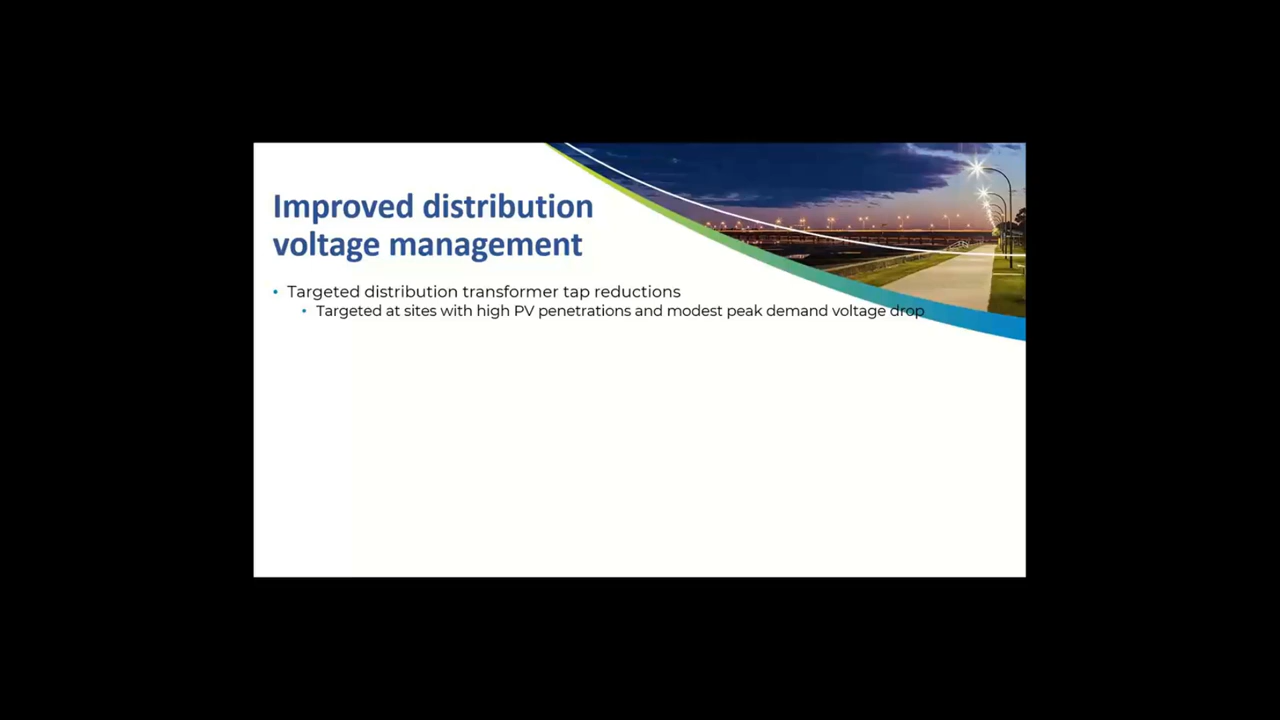 Improved distribution
voltage management
• Targeted distribution transformer tap reductions
• Targeted at sites with high PV penetrations and modest peak demand voltage drop